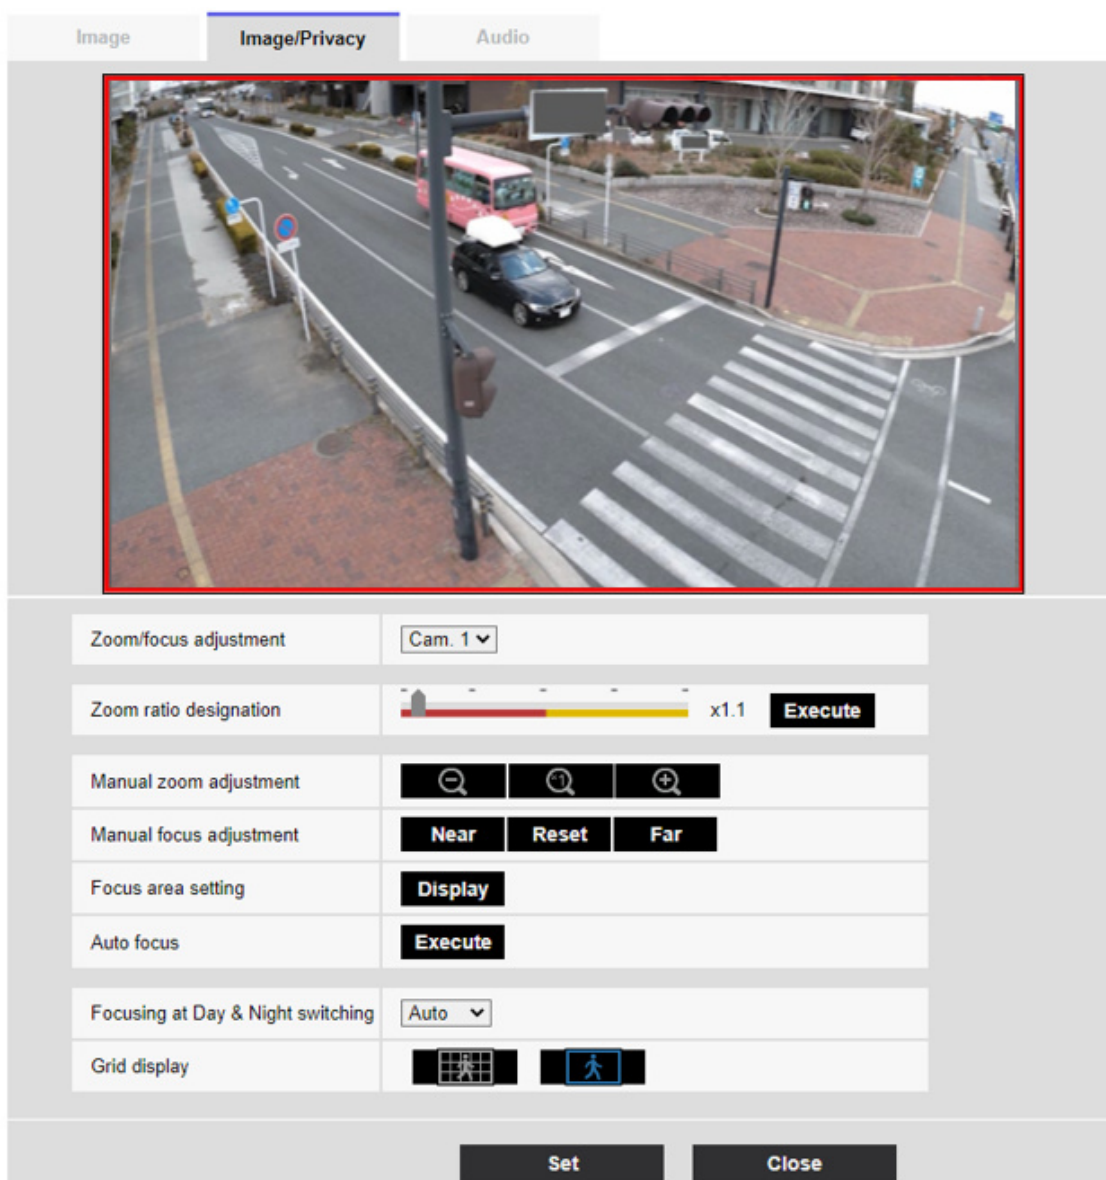 Image Image/Privacy Audio
Zoom/focus adjustment Cam. 1
Zoom ratio designation x1.1 Execute
Manual zoom adjustment ×1
Manual focus adjustment Near Reset Far
Focus area setting Display
Auto focus Execute
Focusing at Day & Night switching Auto
Grid display
Set Close